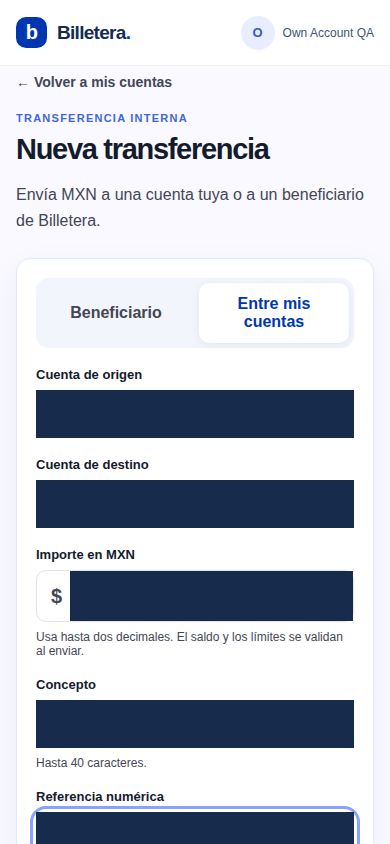 b Billetera.
O Own Account QA
← Volver a mis cuentas
TRANSFERENCIA INTERNA
Nueva transferencia
Envía MXN a una cuenta tuya o a un beneficiario
de Billetera.
Beneficiario
Entre mis
cuentas
Cuenta de origen
Cuenta de destino
Importe en MXN
$
Usa hasta dos decimales. El saldo y los límites se validan
al enviar.
Concepto
Hasta 40 caracteres.
Referencia numérica